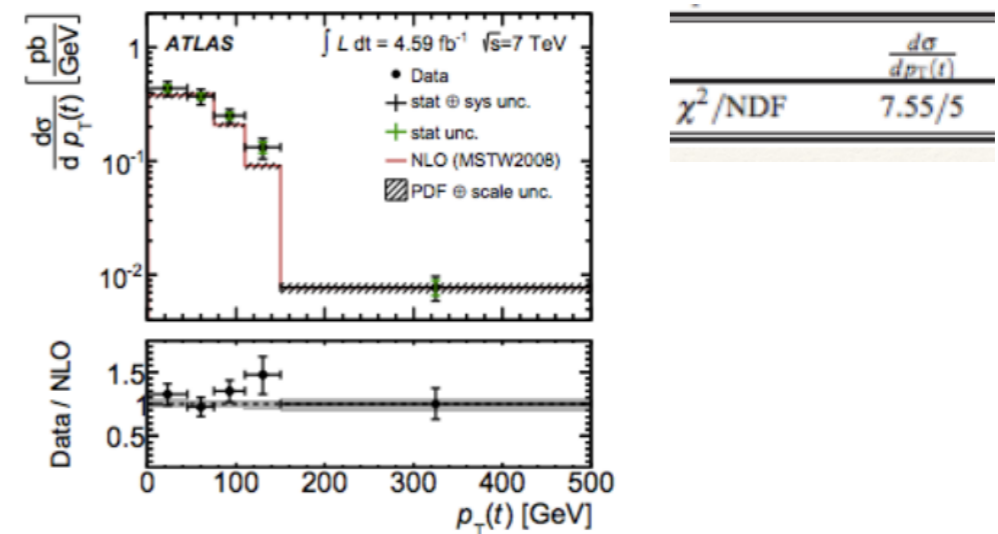 ATLAS ∫ L dt = 4.59 fb⁻¹ √s=7 TeV
dσ / d p_T(t) [pb/GeV]
Data
stat ⊕ sys unc.
stat unc.
NLO (MSTW2008)
PDF ⊕ scale unc.
1
10⁻¹
10⁻²
Data / NLO
1.5
1
0.5
0 100 200 300 400 500
p_T(t) [GeV]
dσ/dp_T(t)
χ²/NDF 7.55/5